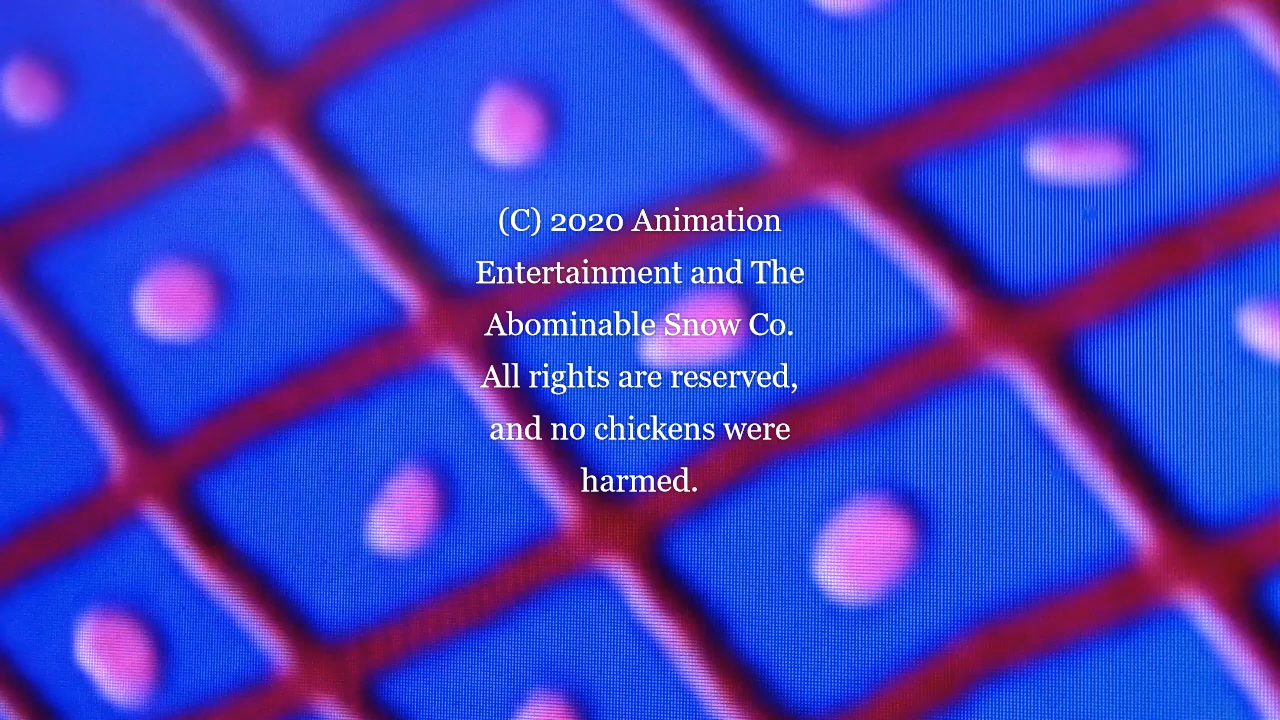 (C) 2020 Animation
Entertainment and The
Abominable Snow Co.
All rights are reserved,
and no chickens were
harmed.